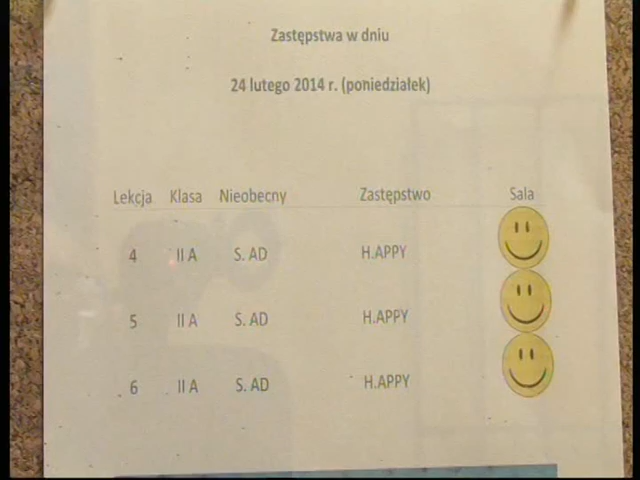 Zastępstwa w dniu
24 lutego 2014 r. (poniedziałek)
Lekcja Klasa Nieobecny Zastępstwo Sala
4 II A S. AD H.APPY
5 II A S. AD H.APPY
6 II A S. AD H.APPY